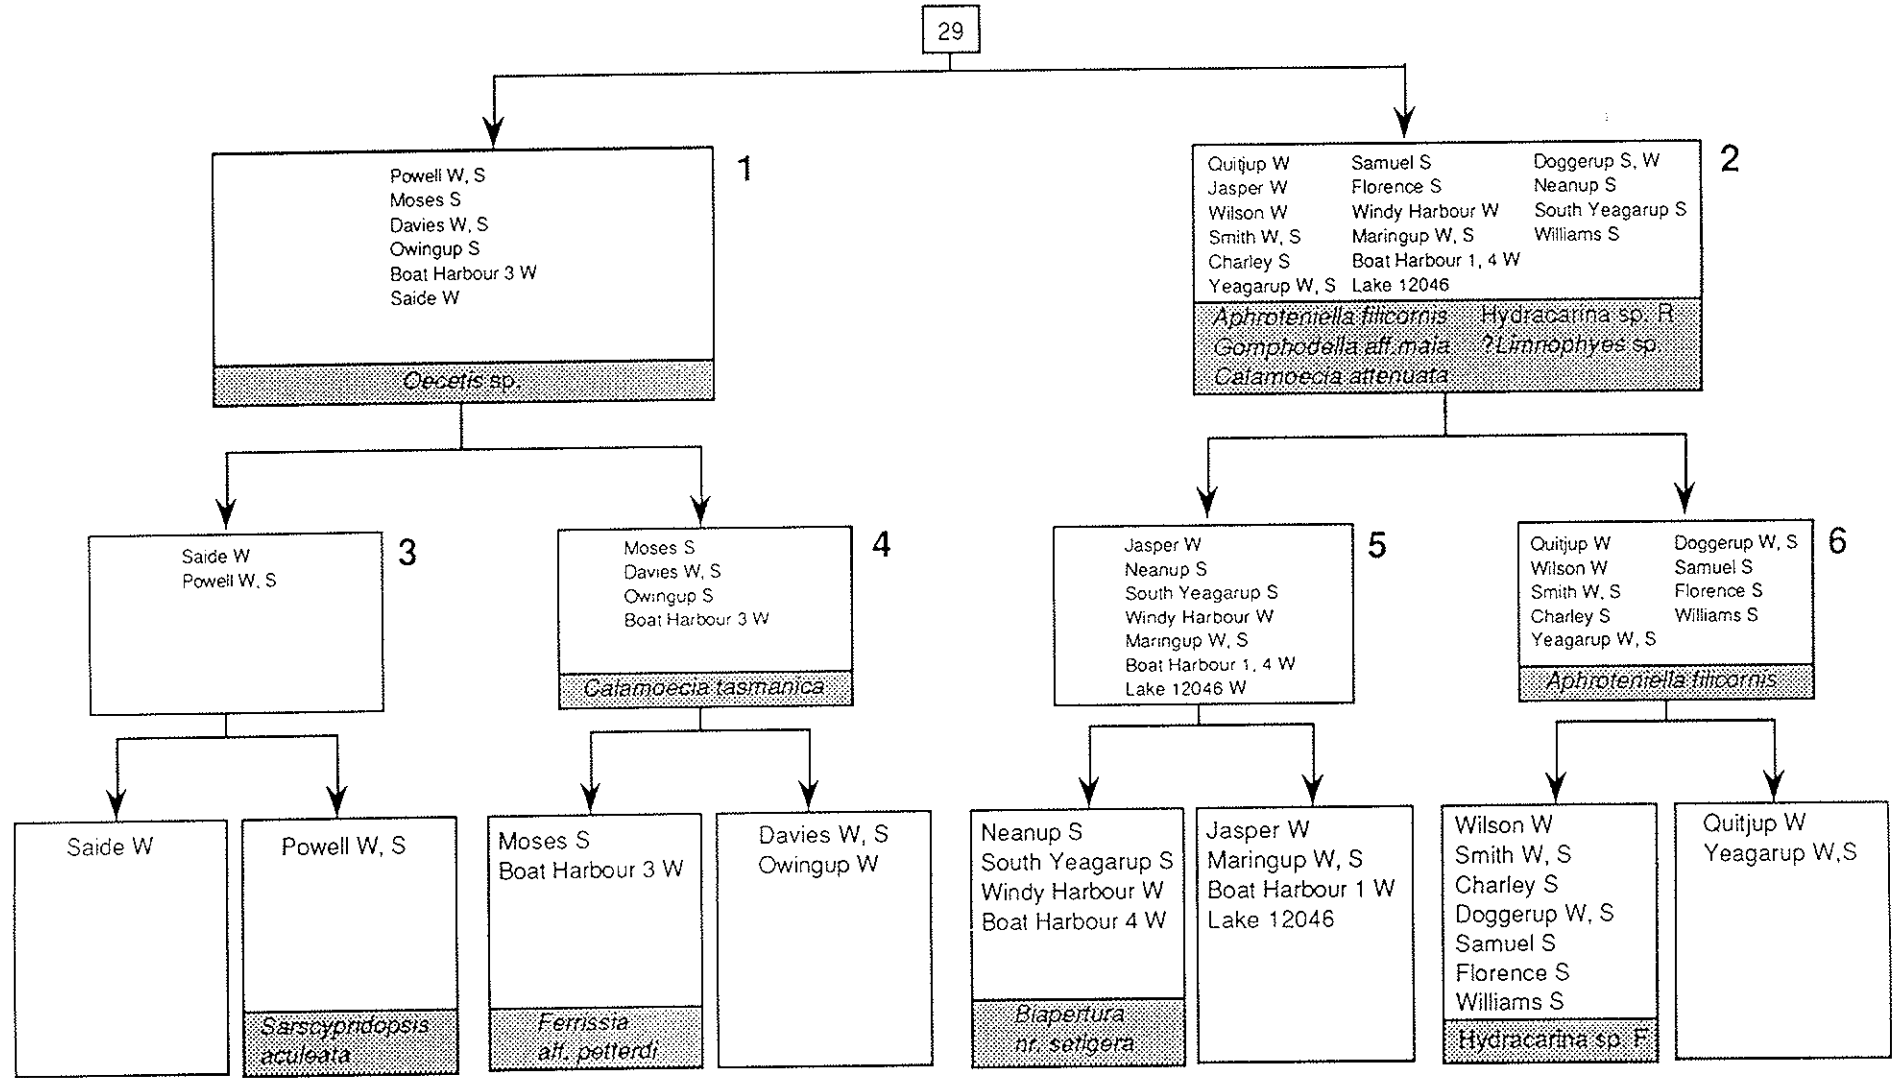 29
1
Powell W, S
Moses S
Davies W, S
Owingup S
Boat Harbour 3 W
Saide W
Oecetis sp.
2
Quitjup W
Jasper W
Wilson W
Smith W, S
Charley S
Yeagarup W, S
Samuel S
Florence S
Windy Harbour W
Maringup W, S
Boat Harbour 1, 4 W
Lake 12046
Doggerup S, W
Neanup S
South Yeagarup S
Williams S
Aphroteniella filicornis
Gomphodella aff. maia
Calamoecia attenuata
Hydracarina sp. R
?Limnophyes sp.
3
Saide W
Powell W, S
4
Moses S
Davies W, S
Owingup S
Boat Harbour 3 W
Calamoecia tasmanica
5
Jasper W
Neanup S
South Yeagarup S
Windy Harbour W
Maringup W, S
Boat Harbour 1, 4 W
Lake 12046 W
6
Quitjup W
Wilson W
Smith W, S
Charley S
Yeagarup W, S
Doggerup W, S
Samuel S
Florence S
Williams S
Aphroteniella filicornis
Saide W
Powell W, S
Sarscypridopsis
aculeata
Moses S
Boat Harbour 3 W
Ferrissia
aff. petterdi
Davies W, S
Owingup W
Neanup S
South Yeagarup S
Windy Harbour W
Boat Harbour 4 W
Biapertura
nr. setigera
Jasper W
Maringup W, S
Boat Harbour 1 W
Lake 12046
Wilson W
Smith W, S
Charley S
Doggerup W, S
Samuel S
Florence S
Williams S
Hydracarina sp. F
Quitjup W
Yeagarup W,S